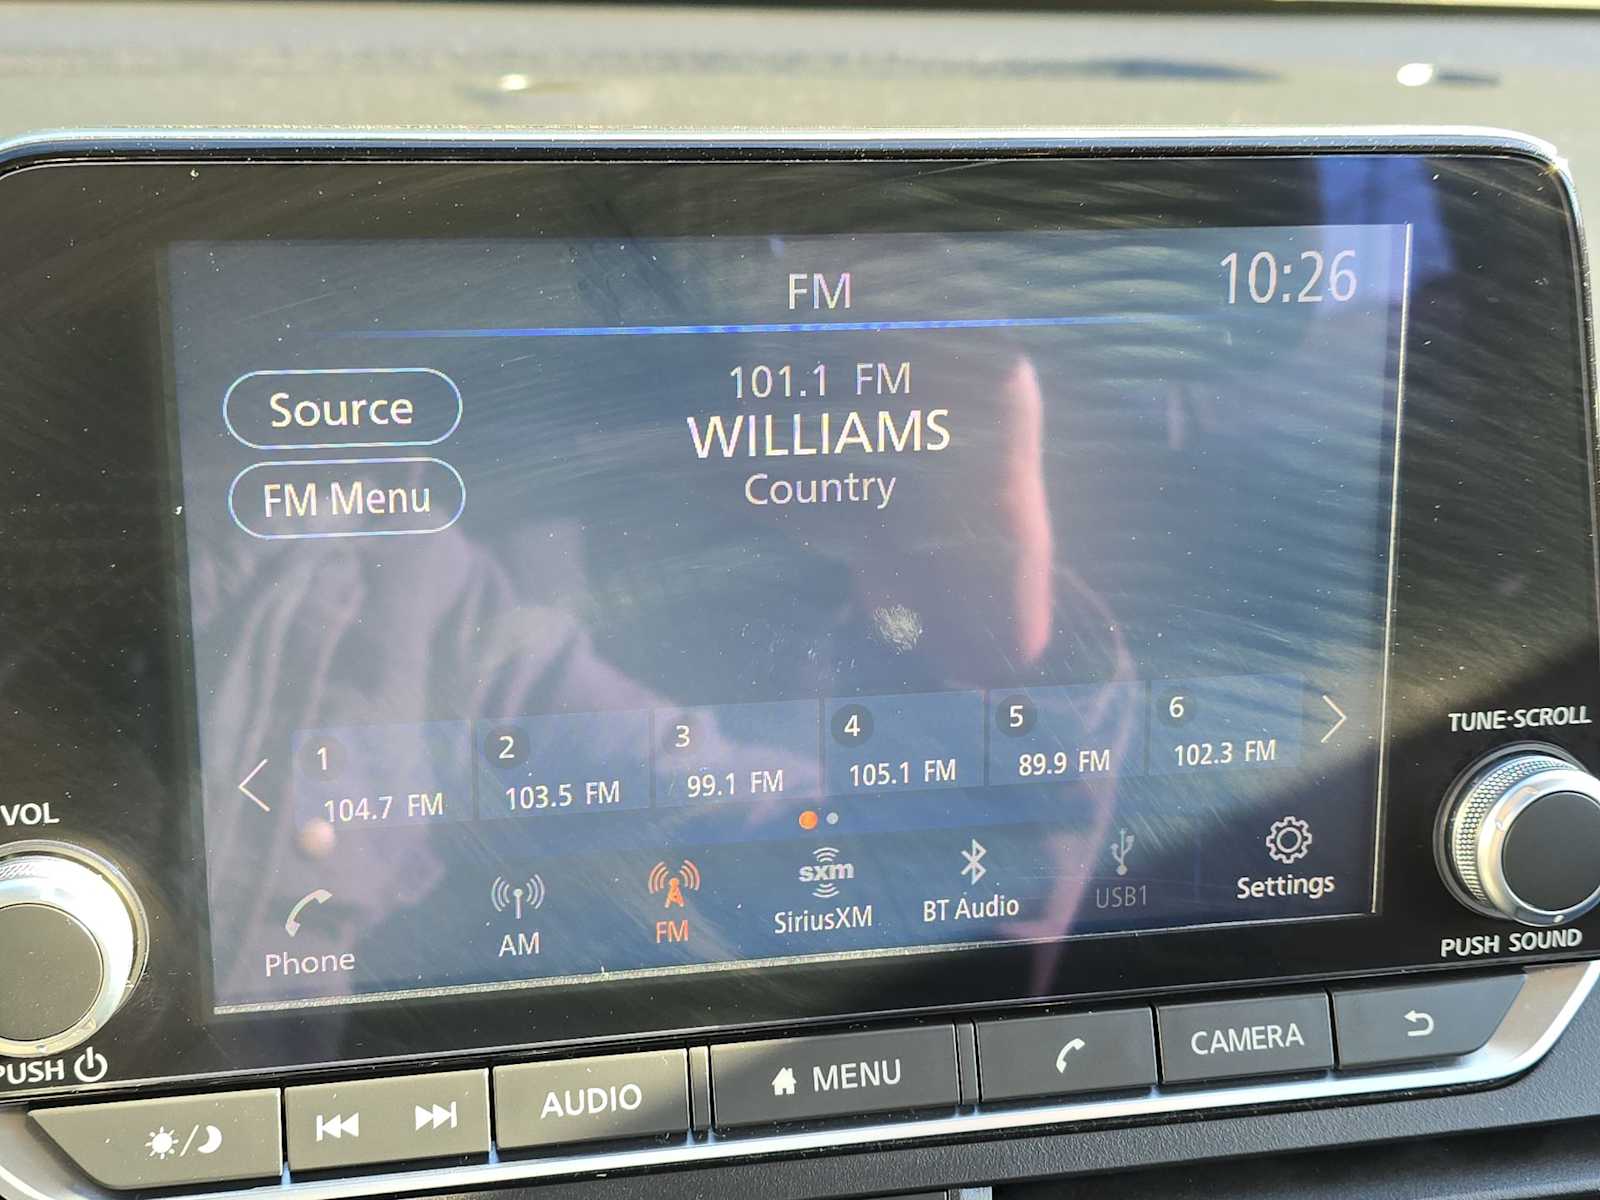 FM
10:26
Source
FM Menu
101.1 FM
WILLIAMS
Country
1
104.7 FM
2
103.5 FM
3
99.1 FM
4
105.1 FM
5
89.9 FM
6
102.3 FM
Phone
AM
FM
sxm
SiriusXM
BT Audio
USB1
Settings
VOL
PUSH
TUNE·SCROLL
PUSH SOUND
AUDIO
MENU
CAMERA